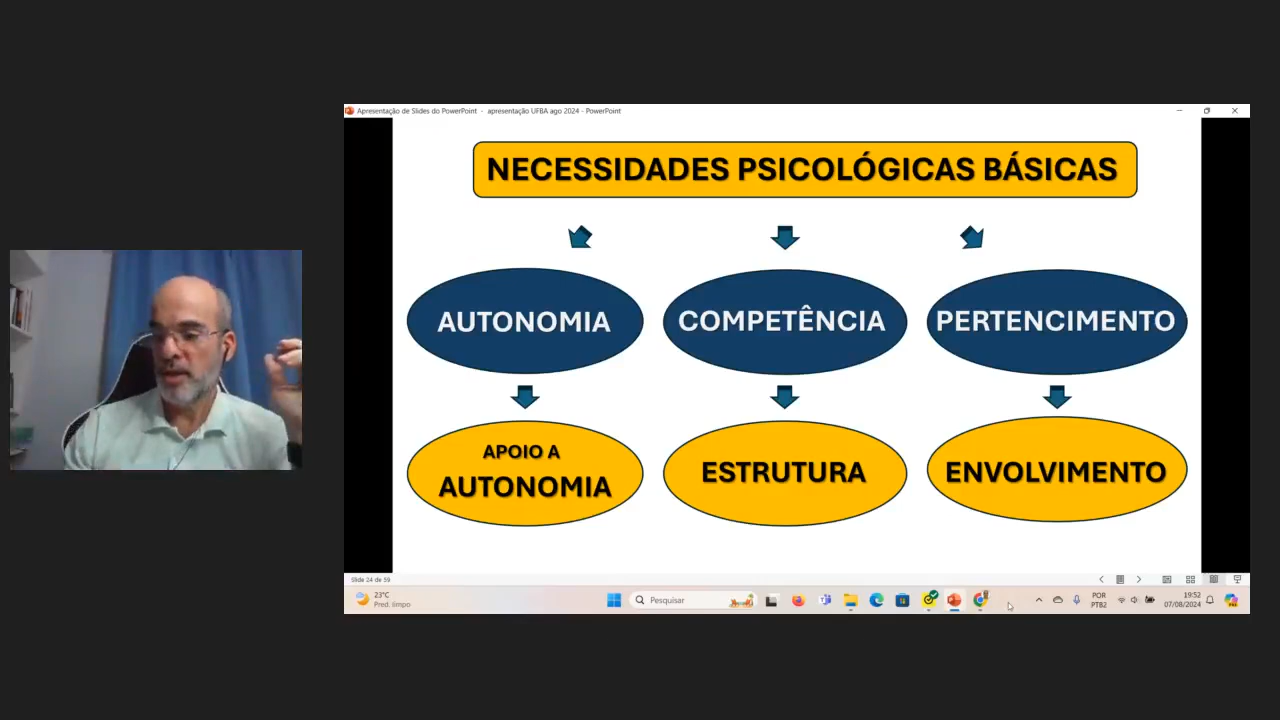 Apresentação de Slides do PowerPoint - apresentação UFBA ago 2024 - PowerPoint
NECESSIDADES PSICOLÓGICAS BÁSICAS
AUTONOMIA
COMPETÊNCIA
PERTENCIMENTO
APOIO A
AUTONOMIA
ESTRUTURA
ENVOLVIMENTO
Slide 24 de 59
23°C
Pred. limpo
Pesquisar
POR
PTB2
19:52
07/08/2024